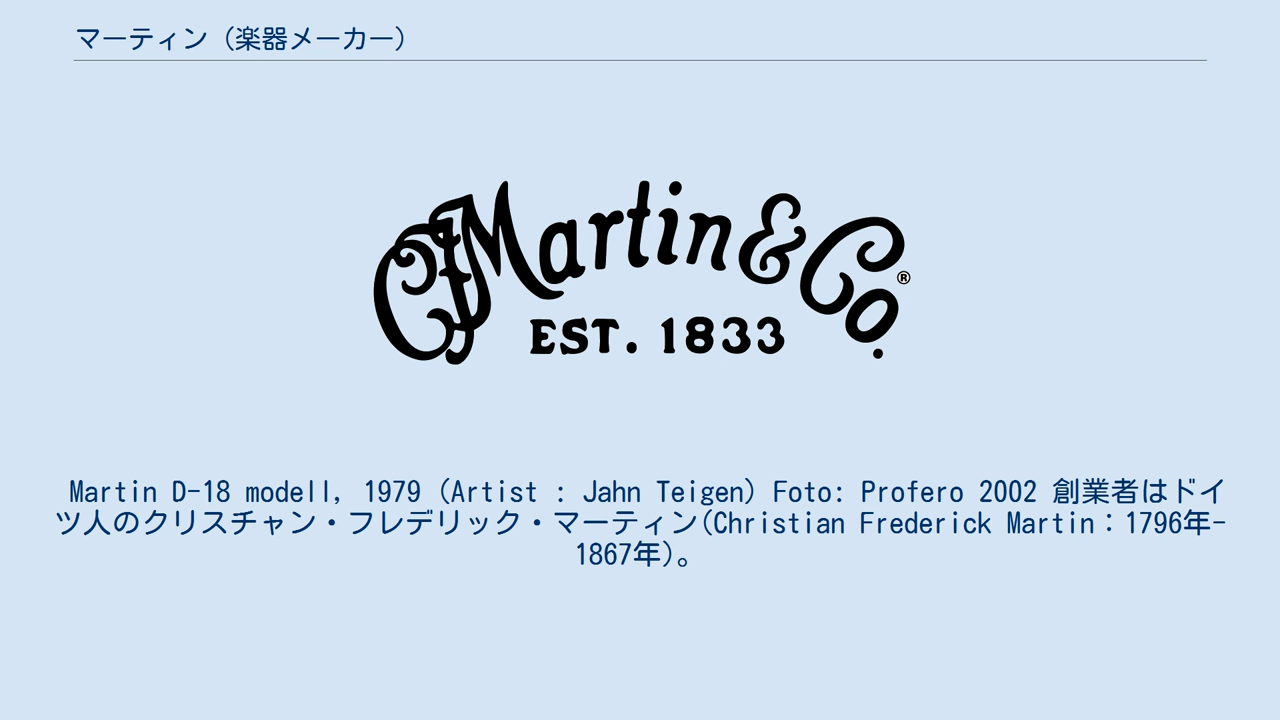 マーティン（楽器メーカー）
CFMartin & Co.®
EST. 1833
Martin D-18 modell, 1979 (Artist : Jahn Teigen) Foto: Profero 2002 創業者はドイ
ツ人のクリスチャン・フレデリック・マーティン(Christian Frederick Martin：1796年-
1867年)。